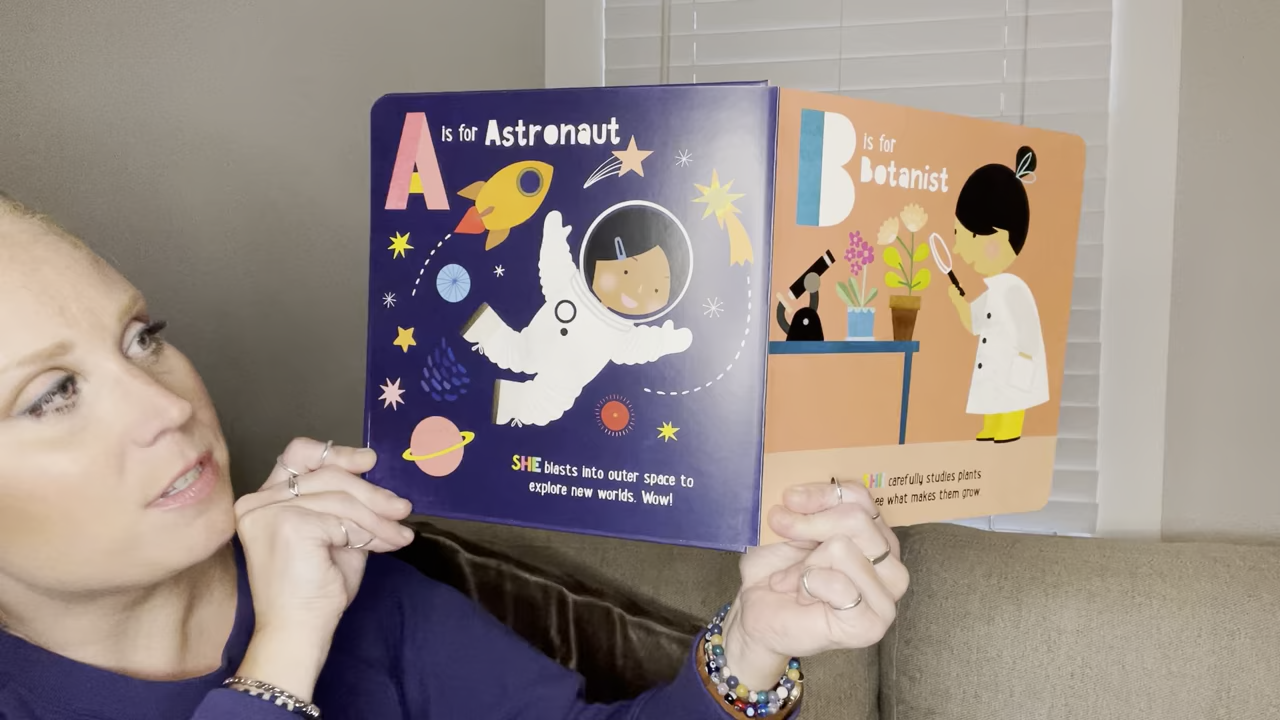 A is for Astronaut
SHE blasts into outer space to
explore new worlds. Wow!
B is for
Botanist
carefully studies plants
what makes them grow